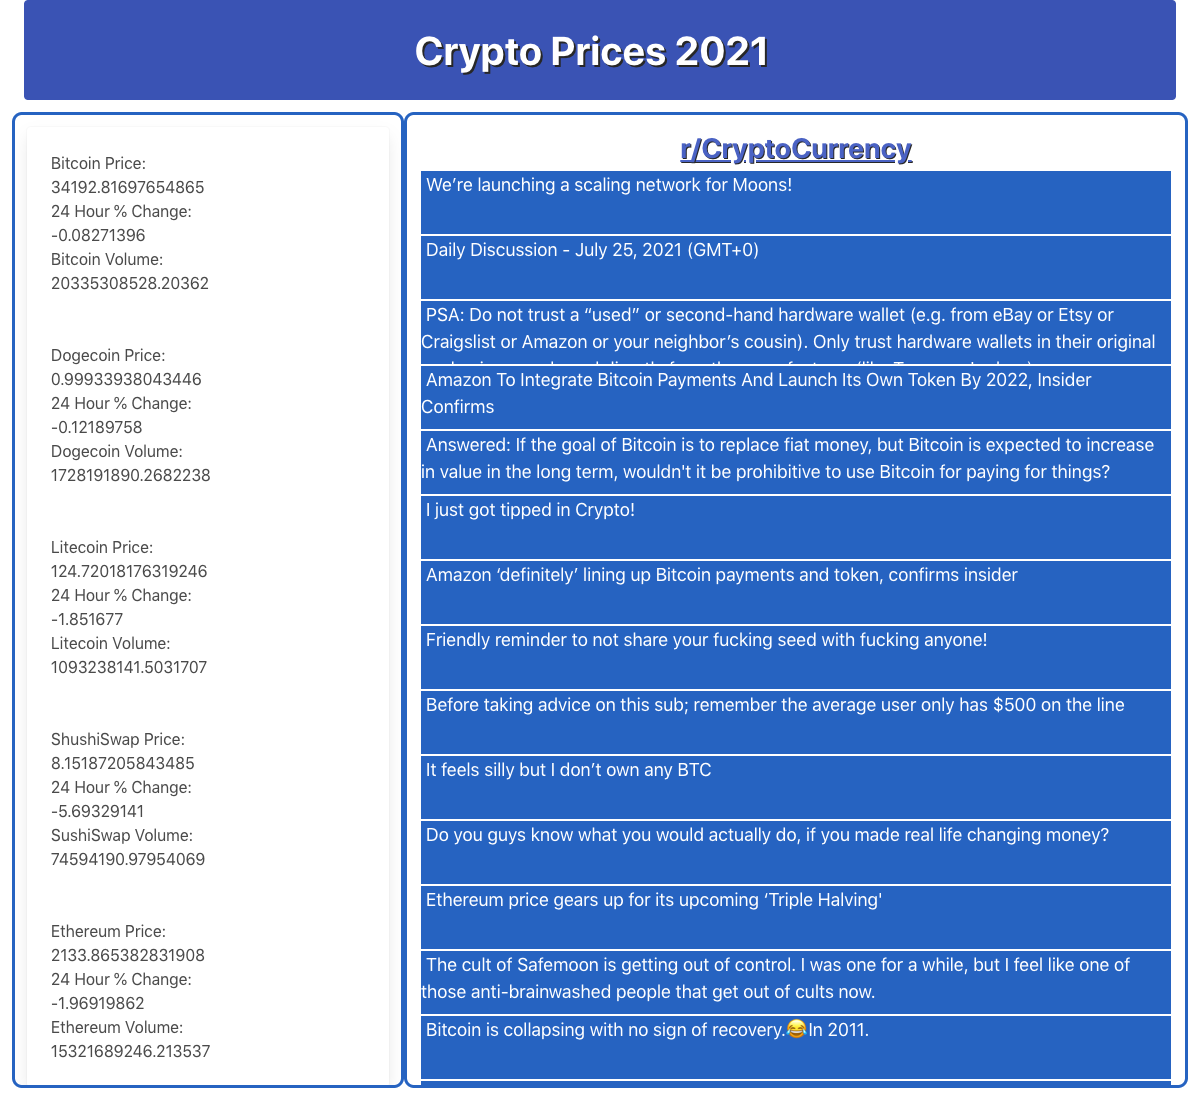 Crypto Prices 2021
Bitcoin Price:
34192.81697654865
24 Hour % Change:
-0.08271396
Bitcoin Volume:
20335308528.20362
Dogecoin Price:
0.99933938043446
24 Hour % Change:
-0.12189758
Dogecoin Volume:
1728191890.2682238
Litecoin Price:
124.72018176319246
24 Hour % Change:
-1.851677
Litecoin Volume:
1093238141.5031707
ShushiSwap Price:
8.15187205843485
24 Hour % Change:
-5.69329141
SushiSwap Volume:
74594190.97954069
Ethereum Price:
2133.865382831908
24 Hour % Change:
-1.96919862
Ethereum Volume:
15321689246.213537
r/CryptoCurrency
We’re launching a scaling network for Moons!
Daily Discussion - July 25, 2021 (GMT+0)
PSA: Do not trust a “used” or second-hand hardware wallet (e.g. from eBay or Etsy or
Craigslist or Amazon or your neighbor’s cousin). Only trust hardware wallets in their original
Amazon To Integrate Bitcoin Payments And Launch Its Own Token By 2022, Insider
Confirms
Answered: If the goal of Bitcoin is to replace fiat money, but Bitcoin is expected to increase
in value in the long term, wouldn't it be prohibitive to use Bitcoin for paying for things?
I just got tipped in Crypto!
Amazon ‘definitely’ lining up Bitcoin payments and token, confirms insider
Friendly reminder to not share your fucking seed with fucking anyone!
Before taking advice on this sub; remember the average user only has $500 on the line
It feels silly but I don’t own any BTC
Do you guys know what you would actually do, if you made real life changing money?
Ethereum price gears up for its upcoming ‘Triple Halving'
The cult of Safemoon is getting out of control. I was one for a while, but I feel like one of
those anti-brainwashed people that get out of cults now.
Bitcoin is collapsing with no sign of recovery.😂In 2011.